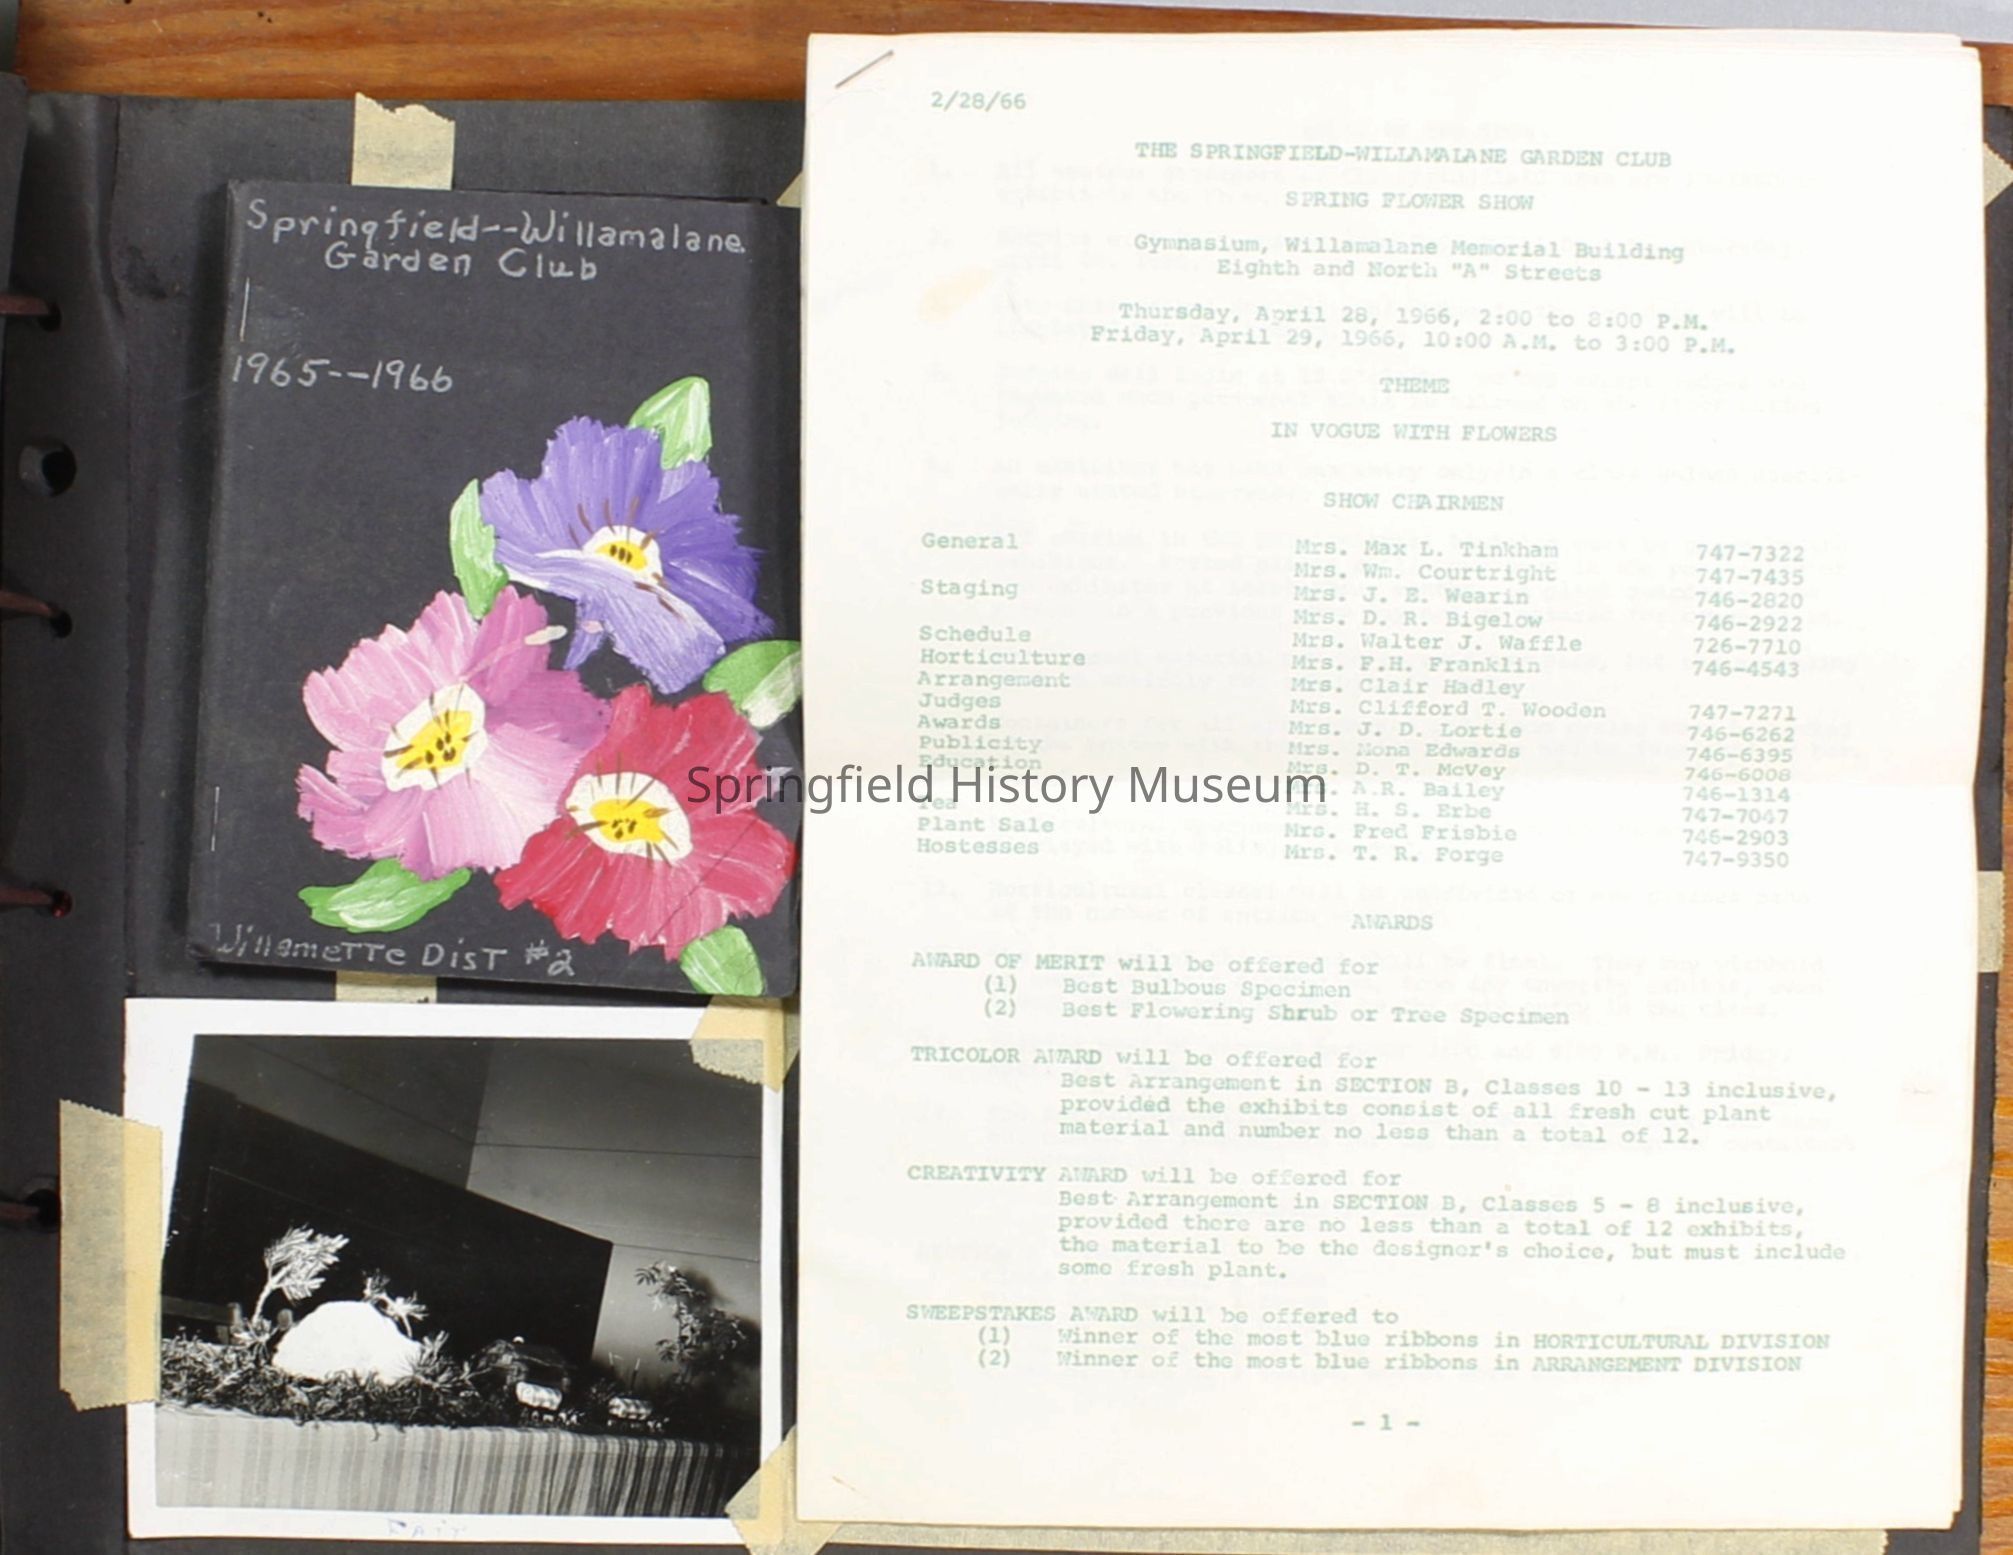 Springfield--Willamalane
Garden Club
1965--1966
Willamette Dist #2
2/28/66
THE SPRINGFIELD-WILLAMALANE GARDEN CLUB
SPRING FLOWER SHOW
Gymnasium, Willamalane Memorial Building
Eighth and North "A" Streets
Thursday, April 28, 1966, 2:00 to 8:00 P.M.
Friday, April 29, 1966, 10:00 A.M. to 3:00 P.M.
THEME
IN VOGUE WITH FLOWERS
SHOW CHAIRMEN
General Mrs. Max L. Tinkham 747-7322
Mrs. Wm. Courtright 747-7435
Staging Mrs. J. E. Wearin 746-2820
Mrs. D. R. Bigelow 746-2922
Schedule Mrs. Walter J. Waffle 726-7710
Horticulture Mrs. F.H. Franklin 746-4543
Arrangement Mrs. Clair Hadley
Judges Mrs. Clifford T. Wooden 747-7271
Awards Mrs. J. D. Lortie 746-6262
Publicity Mrs. Mona Edwards 746-6395
Education Mrs. D. T. McVey 746-6008
Mrs. A.R. Bailey 746-1314
Tea Mrs. H. S. Erbe 747-7047
Plant Sale Mrs. Fred Frisbie 746-2903
Hostesses Mrs. T. R. Forge 747-9350
Springfield History Museum
AWARDS
AWARD OF MERIT will be offered for
(1) Best Bulbous Specimen
(2) Best Flowering Shrub or Tree Specimen
TRICOLOR AWARD will be offered for
Best Arrangement in SECTION B, Classes 10 - 13 inclusive,
provided the exhibits consist of all fresh cut plant
material and number no less than a total of 12.
CREATIVITY AWARD will be offered for
Best Arrangement in SECTION B, Classes 5 - 8 inclusive,
provided there are no less than a total of 12 exhibits,
the material to be the designer's choice, but must include
some fresh plant.
SWEEPSTAKES AWARD will be offered to
(1) Winner of the most blue ribbons in HORTICULTURAL DIVISION
(2) Winner of the most blue ribbons in ARRANGEMENT DIVISION
- 1 -